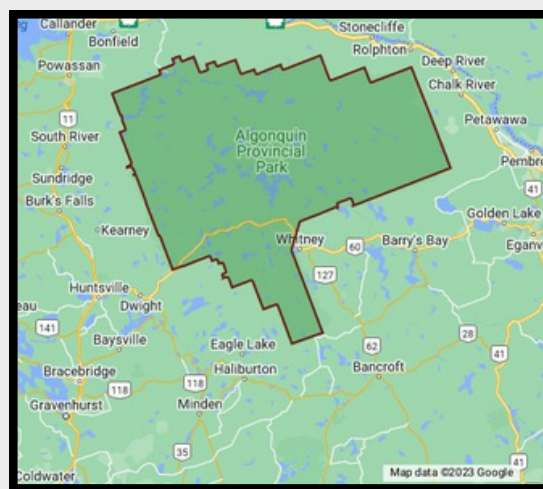 Callander
Bonfield
Powassan
11
South River
Sundridge
Burk's Falls
Kearney
Huntsville
Dwight
141
Baysville
Bracebridge
118
118
Gravenhurst
Minden
35
Coldwater
Algonquin
Provincial
Park
Stonecliffe
Rolphton
Deep River
Chalk River
Petawawa
Pembro
41
Golden Lake
Whitney
60
Barry's Bay
Eganv
127
Eagle Lake
Haliburton
62
28
41
Bancroft
41
Map data ©2023 Google